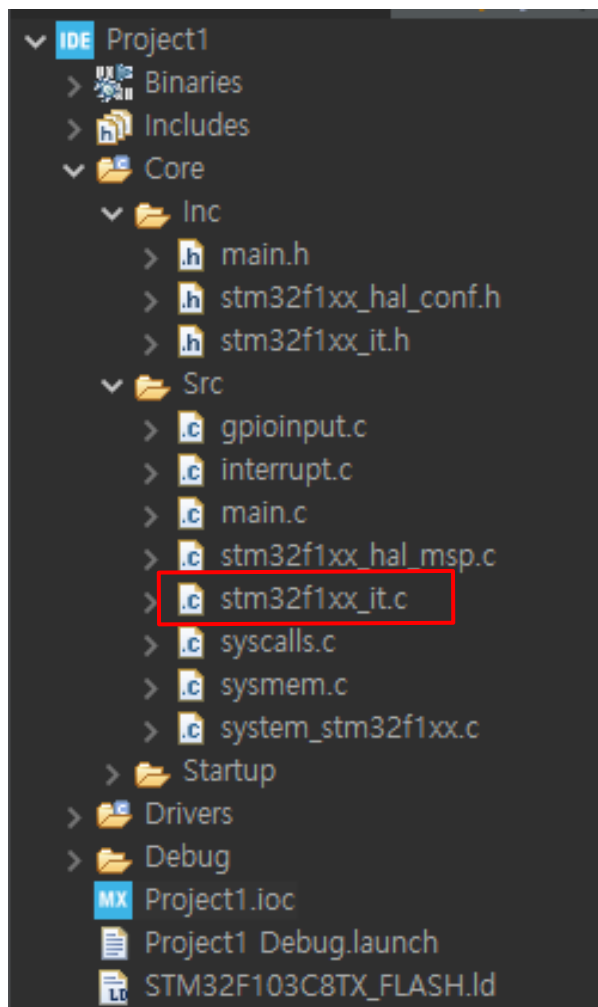 IDE Project1
Binaries
Includes
Core
Inc
.h main.h
.h stm32f1xx_hal_conf.h
.h stm32f1xx_it.h
Src
.c gpioinput.c
.c interrupt.c
.c main.c
.c stm32f1xx_hal_msp.c
.c stm32f1xx_it.c
.c syscalls.c
.c sysmem.c
.c system_stm32f1xx.c
Startup
Drivers
Debug
MX Project1.ioc
Project1 Debug.launch
LD STM32F103C8TX_FLASH.ld